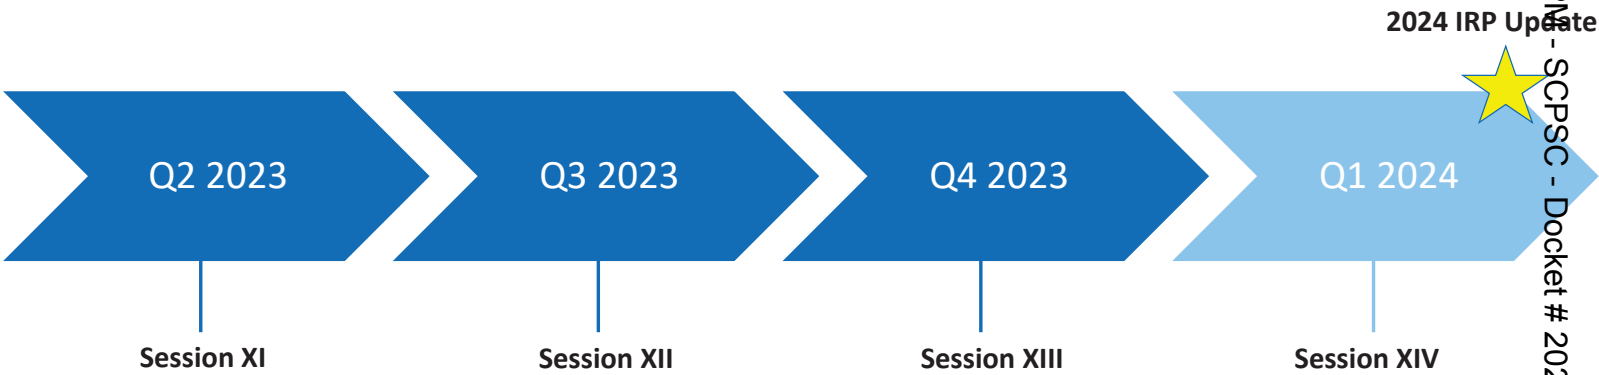 2024 IRP Update
Q2 2023
Q3 2023
Q4 2023
Q1 2024
Session XI
Session XII
Session XIII
Session XIV
- SCPSC - Docket #